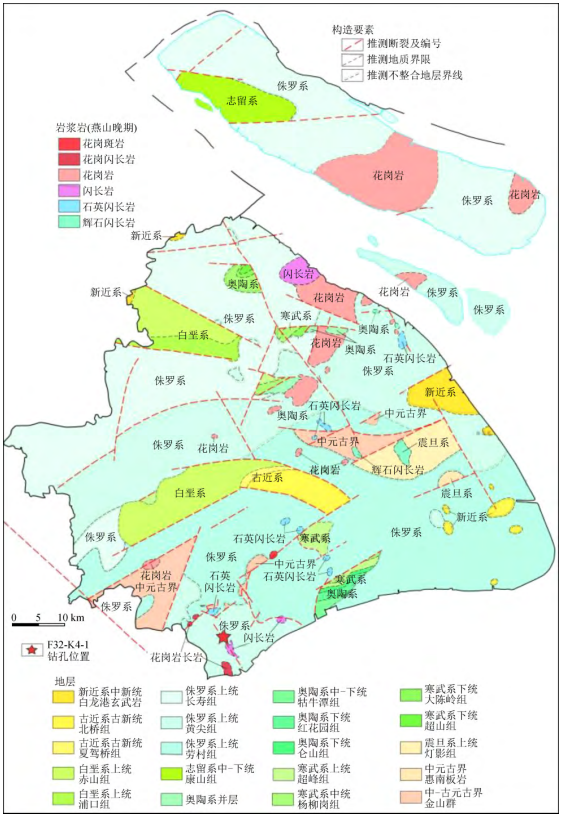 构造要素
推测断裂及编号
推测地质界限
推测不整合地层界线
侏罗系
志留系
岩浆岩(燕山晚期)
花岗斑岩
花岗闪长岩
花岗岩
闪长岩
石英闪长岩
辉石闪长岩
花岗岩
花岗岩
侏罗系
新近系
闪长岩
奥陶系
新近系
花岗岩
花岗岩
侏罗系
侏罗系
侏罗系
寒武系
奥陶系
白垩系
花岗岩
奥陶系
石英闪长岩
侏罗系
侏罗系
新近系
石英闪长岩
奥陶系
中元古界
侏罗系
花岗岩
中元古界
震旦系
花岗岩
辉石闪长岩
古近系
白垩系
震旦系
新近系
侏罗系
石英闪长岩
寒武系
侏罗系
侏罗系
中元古界
花岗岩
中元古界
石英
闪长岩
石英闪长岩
寒武系
奥陶系
侏罗系
0 5 10 km
侏罗系
F32-K4-1
钻孔位置
闪长岩
花岗岩长岩
地层
新近系中新统
白龙港玄武岩
侏罗系上统
长寿组
奥陶系中-下统
牯牛潭组
寒武系下统
大陈岭组
古近系古新统
北桥组
侏罗系上统
黄尖组
奥陶系下统
红花园组
寒武系下统
超山组
古近系古新统
夏驾桥组
侏罗系上统
劳村组
奥陶系下统
仑山组
震旦系上统
灯影组
白垩系上统
赤山组
志留系中-下统
康山组
寒武系上统
超峰组
中元古界
惠南板岩
白垩系上统
浦口组
奥陶系并层
寒武系中统
杨柳岗组
中-古元古界
金山群